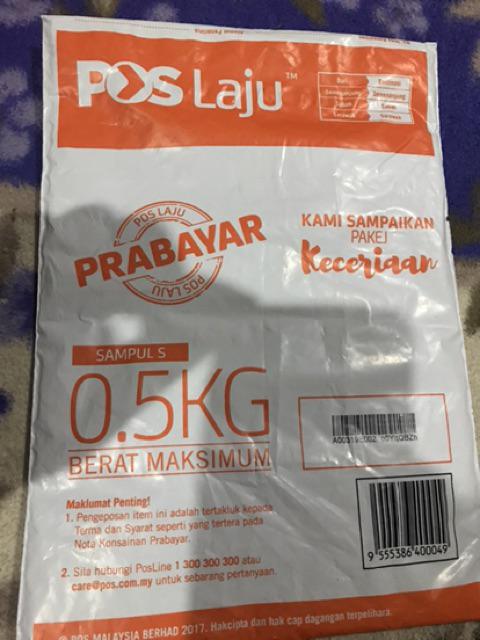 POS Laju™
POS LAJU
PRABAYAR
POS LAJU
KAMI SAMPAIKAN
PAKEJ
Keceriaan
SAMPUL S
0.5KG
BERAT MAKSIMUM
Maklumat Penting!
1. Pengeposan item ini adalah tertakluk kepada
Terma dan Syarat seperti yang tertera pada
Nota Konsainan Prabayar.
2. Sila hubungi PosLine 1 300 300 300 atau
care@pos.com.my untuk sebarang pertanyaan.
9 555386 400049
© POS MALAYSIA BERHAD 2017. Hakcipta dan hak cap dagangan terpelihara.